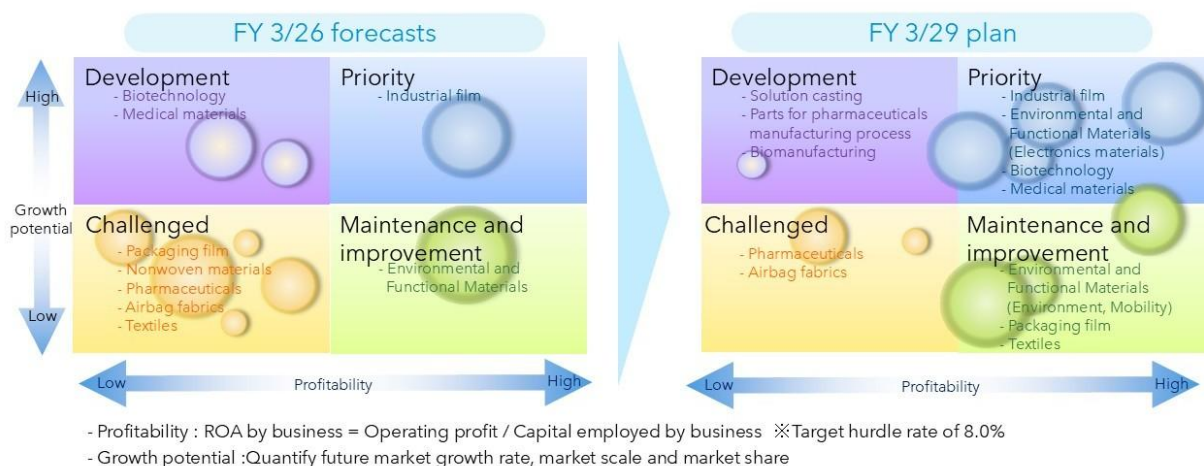 FY 3/26 forecasts
High
Growth
potential
Low
Development
- Biotechnology
- Medical materials
Priority
- Industrial film
Challenged
- Packaging film
- Nonwoven materials
- Pharmaceuticals
- Airbag fabrics
- Textiles
Maintenance and
improvement
- Environmental and
Functional Materials
Low
Profitability
High
FY 3/29 plan
Development
- Solution casting
- Parts for pharmaceuticals
manufacturing process
- Biomanufacturing
Priority
- Industrial film
- Environmental and
Functional Materials
(Electronics materials)
- Biotechnology
- Medical materials
Challenged
- Pharmaceuticals
- Airbag fabrics
Maintenance and
improvement
- Environmental and
Functional Materials
(Environment, Mobility)
- Packaging film
- Textiles
Low
Profitability
High
- Profitability : ROA by business = Operating profit / Capital employed by business ※Target hurdle rate of 8.0%
- Growth potential :Quantify future market growth rate, market scale and market share